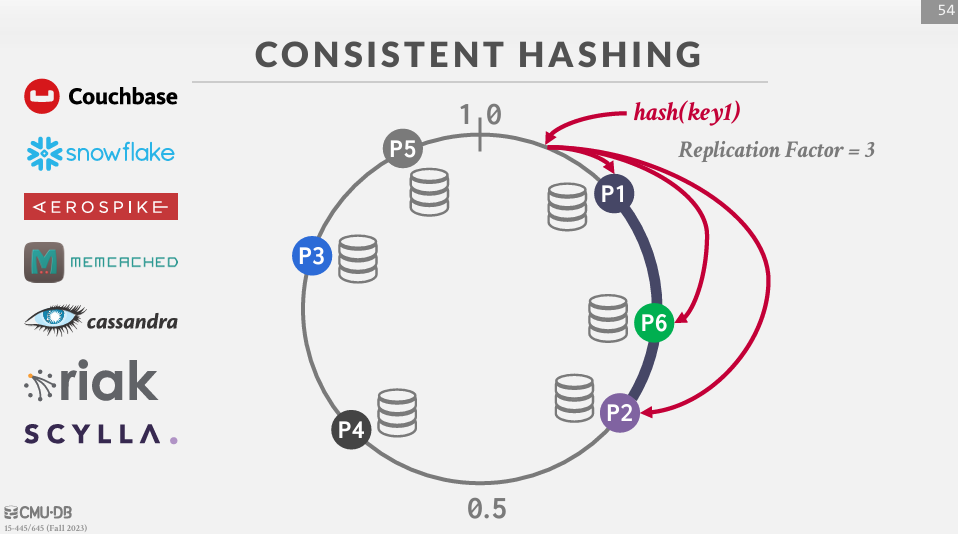 54
CONSISTENT HASHING
Couchbase
snowflake
AEROSPIKE
MEMCACHED
cassandra
riak
SCYLLA.
1 0
hash(key1)
Replication Factor = 3
P5
P1
P3
P6
P2
P4
0.5
CMU·DB
15-445/645 (Fall 2023)